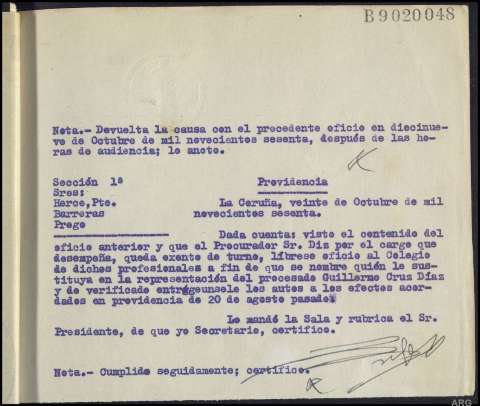 B9020048
Nota.- Devuelta la causa con el precedente oficio en diecinue-
ve de Octubre de mil novecientos sesenta, después de las ho-
ras de audiencia; lo anoto.
Sección 1ª Providencia
Sres:
Herce,Pte. La Coruña, veinte de Octubre de mil
Barreras novecientos sesenta.
Prego
Dada cuenta: visto el contenido del
oficio anterior y que el Procurador Sr. Diz por el cargo que
desempeña, queda exento de turno, líbrese oficio al Colegio
de dichos profesionales a fin de que se nombre quién le sus-
tituya en la representación del procesado Guillermo Cruz Díaz
y de verificado entrégeunsele los autos a los efectos acor-
dados en providencia de 20 de agosto pasado
Lo mandó la Sala y rubrica el Sr.
Presidente, de que yo Secretario, certifico.
Nota.- Cumplido seguidamente; certifico.
ARG